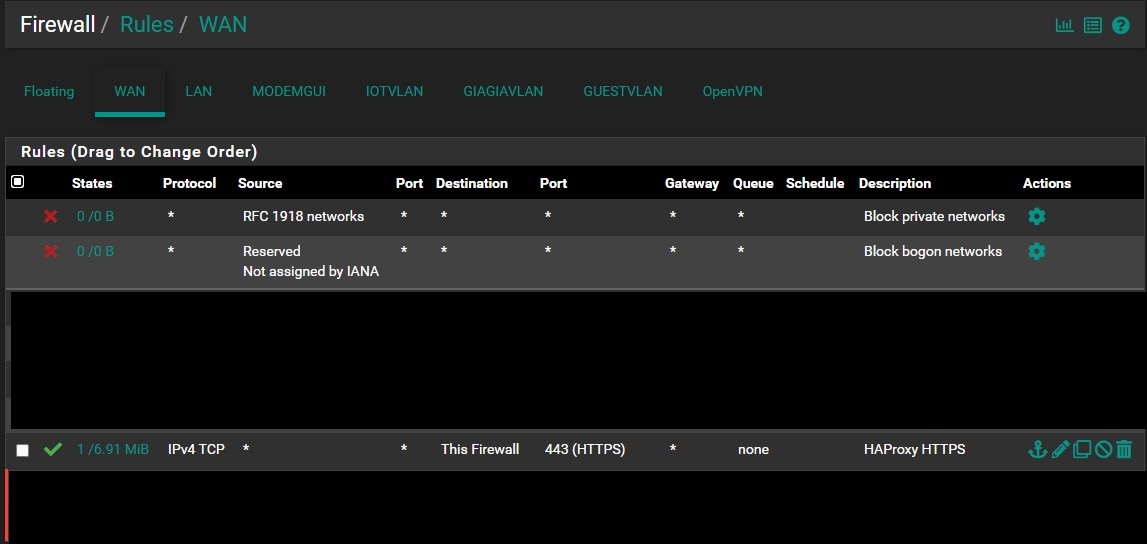 Firewall / Rules / WAN
Floating WAN LAN MODEMGUI IOTVLAN GIAGIAVLAN GUESTVLAN OpenVPN
Rules (Drag to Change Order)
States Protocol Source Port Destination Port Gateway Queue Schedule Description Actions
0 /0 B * RFC 1918 networks * * * * * Block private networks
0 /0 B * Reserved * * * * * Block bogon networks
Not assigned by IANA
1 /6.91 MiB IPv4 TCP * * This Firewall 443 (HTTPS) * none HAProxy HTTPS